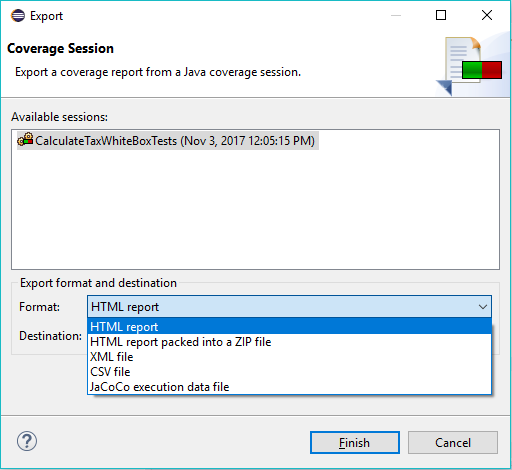 Export
Coverage Session
Export a coverage report from a Java coverage session.
Available sessions:
CalculateTaxWhiteBoxTests (Nov 3, 2017 12:05:15 PM)
Export format and destination
Format: HTML report
HTML report
Destination:
HTML report packed into a ZIP file
XML file
CSV file
JaCoCo execution data file
?
Finish
Cancel